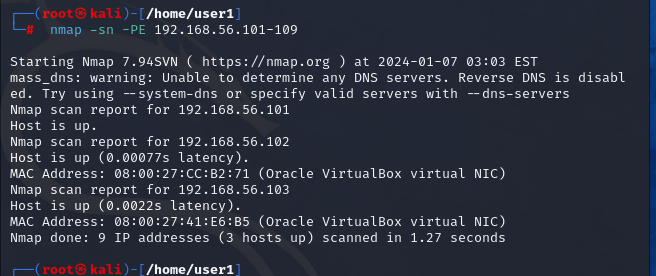 ┌──(root㉿kali)-[/home/user1]
└─# nmap -sn -PE 192.168.56.101-109
Starting Nmap 7.94SVN ( https://nmap.org ) at 2024-01-07 03:03 EST
mass_dns: warning: Unable to determine any DNS servers. Reverse DNS is disabl
ed. Try using --system-dns or specify valid servers with --dns-servers
Nmap scan report for 192.168.56.101
Host is up.
Nmap scan report for 192.168.56.102
Host is up (0.00077s latency).
MAC Address: 08:00:27:CC:B2:71 (Oracle VirtualBox virtual NIC)
Nmap scan report for 192.168.56.103
Host is up (0.0022s latency).
MAC Address: 08:00:27:41:E6:B5 (Oracle VirtualBox virtual NIC)
Nmap done: 9 IP addresses (3 hosts up) scanned in 1.27 seconds
┌──(root㉿kali)-[/home/user1]